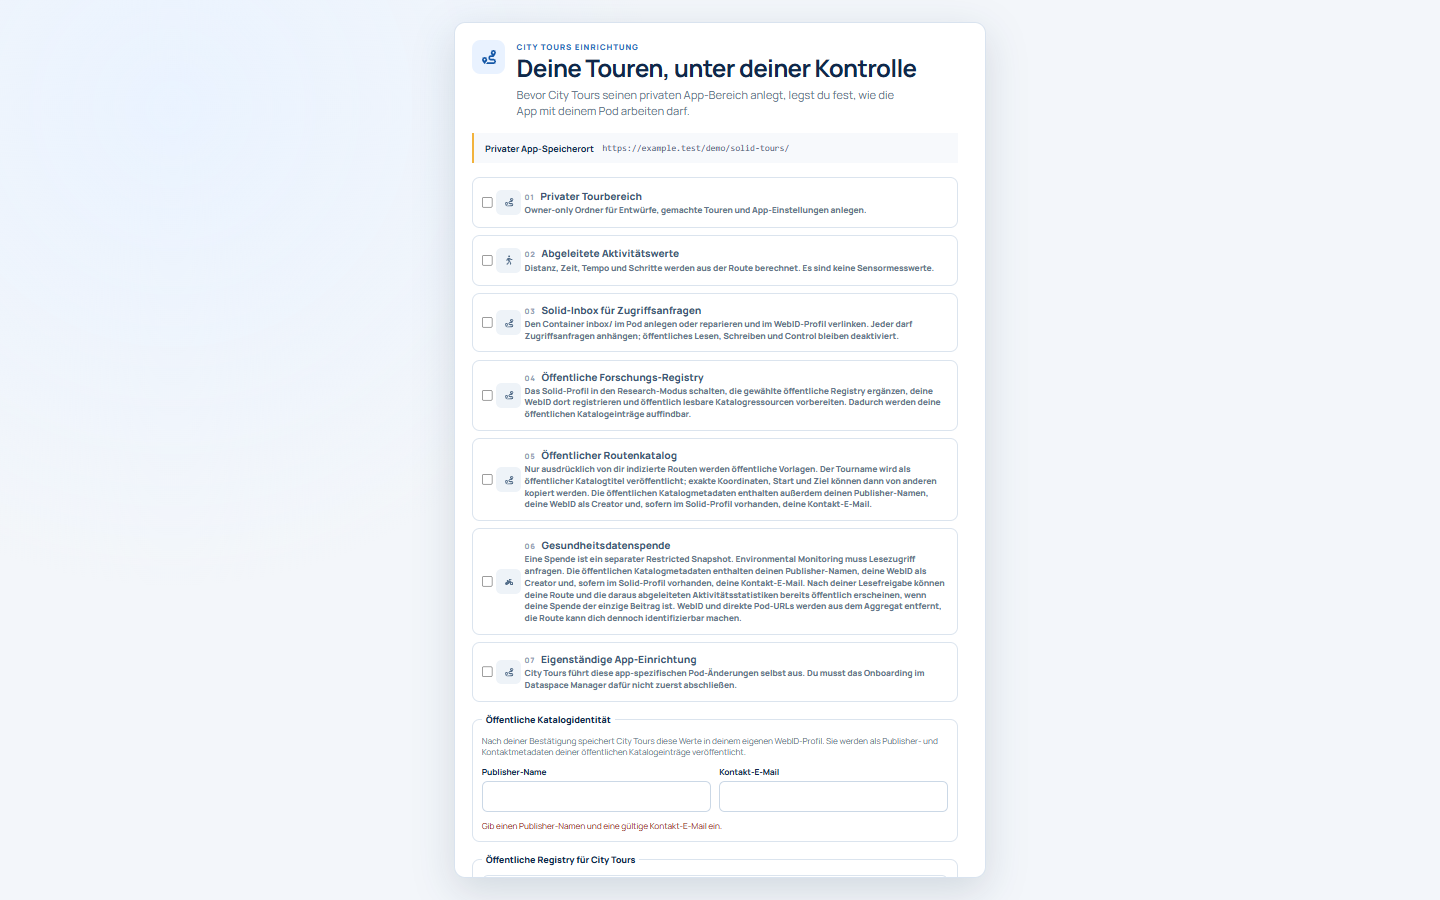 CITY TOURS EINRICHTUNG
Deine Touren, unter deiner Kontrolle
Bevor City Tours seinen privaten App-Bereich anlegt, legst du fest, wie die
App mit deinem Pod arbeiten darf.
Privater App-Speicherort https://example.test/demo/solid-tours/
01 Privater Tourbereich
Owner-only Ordner für Entwürfe, gemachte Touren und App-Einstellungen anlegen.
02 Abgeleitete Aktivitätswerte
Distanz, Zeit, Tempo und Schritte werden aus der Route berechnet. Es sind keine Sensormesswerte.
03 Solid-Inbox für Zugriffsanfragen
Den Container inbox/ im Pod anlegen oder reparieren und im WebID-Profil verlinken. Jeder darf
Zugriffsanfragen anhängen; öffentliches Lesen, Schreiben und Control bleiben deaktiviert.
04 Öffentliche Forschungs-Registry
Das Solid-Profil in den Research-Modus schalten, die gewählte öffentliche Registry ergänzen, deine
WebID dort registrieren und öffentlich lesbare Katalogressourcen vorbereiten. Dadurch werden deine
öffentlichen Katalogeinträge auffindbar.
05 Öffentlicher Routenkatalog
Nur ausdrücklich von dir indizierte Routen werden öffentliche Vorlagen. Der Tourname wird als
öffentlicher Katalogtitel veröffentlicht; exakte Koordinaten, Start und Ziel können dann von anderen
kopiert werden. Die öffentlichen Katalogmetadaten enthalten außerdem deinen Publisher-Namen,
deine WebID als Creator und, sofern im Solid-Profil vorhanden, deine Kontakt-E-Mail.
06 Gesundheitsdatenspende
Eine Spende ist ein separater Restricted Snapshot. Environmental Monitoring muss Lesezugriff
anfragen. Die öffentlichen Katalogmetadaten enthalten deinen Publisher-Namen, deine WebID als
Creator und, sofern im Solid-Profil vorhanden, deine Kontakt-E-Mail. Nach deiner Lesefreigabe können
deine Route und die daraus abgeleiteten Aktivitätsstatistiken bereits öffentlich erscheinen, wenn
deine Spende der einzige Beitrag ist. WebID und direkte Pod-URLs werden aus dem Aggregat entfernt,
die Route kann dich dennoch identifizierbar machen.
07 Eigenständige App-Einrichtung
City Tours führt diese app-spezifischen Pod-Änderungen selbst aus. Du musst das Onboarding im
Dataspace Manager dafür nicht zuerst abschließen.
Öffentliche Katalogidentität
Nach deiner Bestätigung speichert City Tours diese Werte in deinem eigenen WebID-Profil. Sie werden als Publisher- und
Kontaktmetadaten deiner öffentlichen Katalogeinträge veröffentlicht.
Publisher-Name Kontakt-E-Mail
Gib einen Publisher-Namen und eine gültige Kontakt-E-Mail ein.
Öffentliche Registry für City Tours